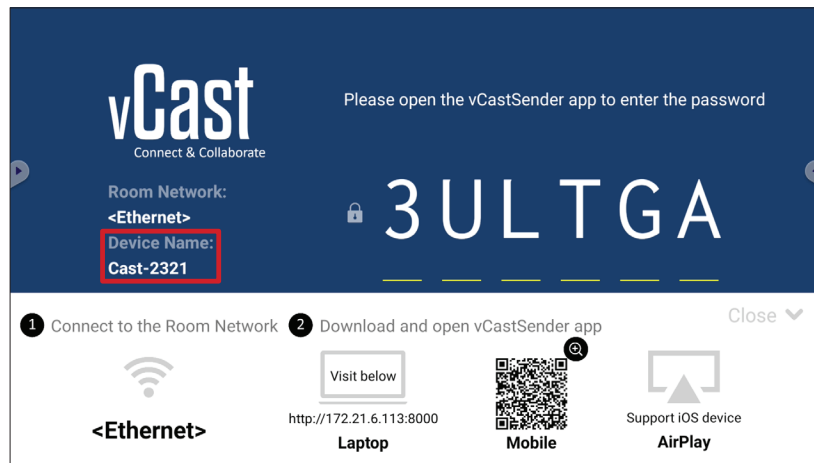 vCast
Connect & Collaborate
Please open the vCastSender app to enter the password
Room Network:
<Ethernet>
Device Name:
Cast-2321
3ULTGA
1 Connect to the Room Network
2 Download and open vCastSender app
Close
<Ethernet>
Visit below
http://172.21.6.113:8000
Laptop
Mobile
Support iOS device
AirPlay